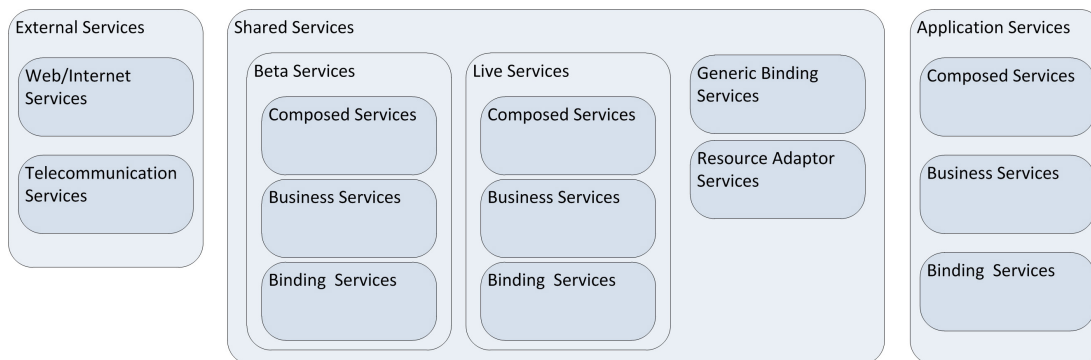 External Services
Web/Internet
Services
Telecommunication
Services
Shared Services
Beta Services
Composed Services
Business Services
Binding Services
Live Services
Composed Services
Business Services
Binding Services
Generic Binding
Services
Resource Adaptor
Services
Application Services
Composed Services
Business Services
Binding Services